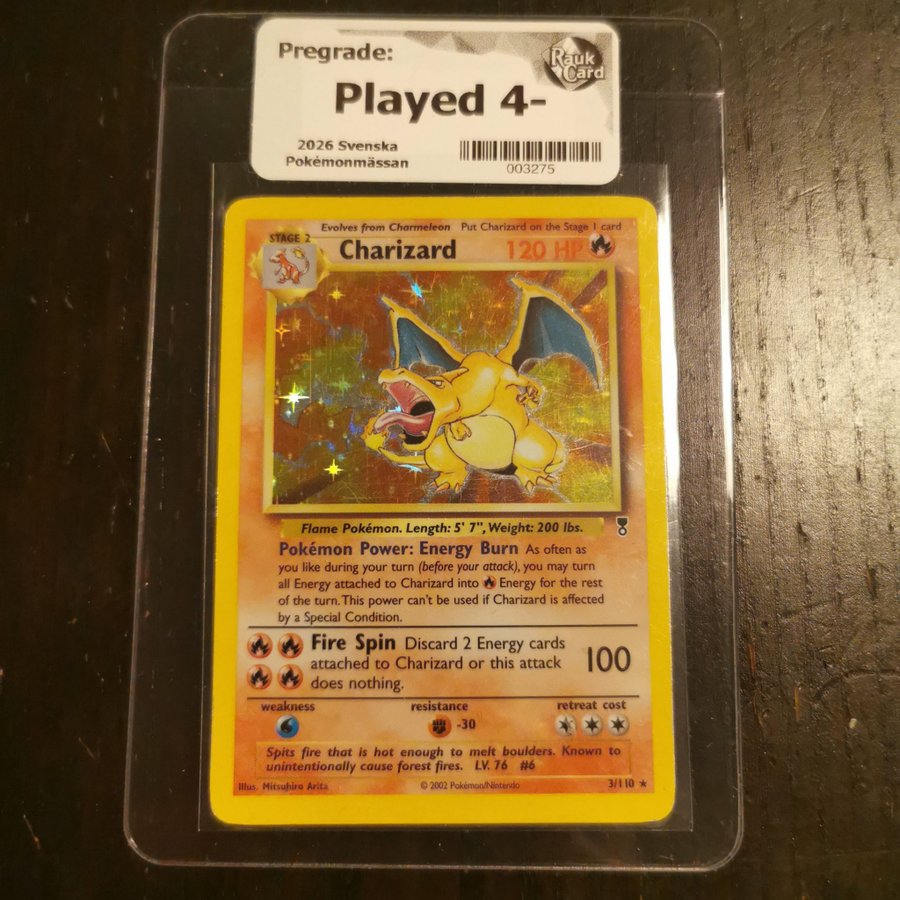 Pregrade:
Rauk
Card
Played 4-
2026 Svenska
Pokémonmässan
003275
Evolves from Charmeleon Put Charizard on the Stage 1 card
STAGE 2
Charizard 120 HP
Flame Pokémon. Length: 5' 7", Weight: 200 lbs.
Pokémon Power: Energy Burn As often as
you like during your turn (before your attack), you may turn
all Energy attached to Charizard into Energy for the rest
of the turn. This power can't be used if Charizard is affected
by a Special Condition.
Fire Spin Discard 2 Energy cards
attached to Charizard or this attack
does nothing.
100
weakness resistance retreat cost
-30
Spits fire that is hot enough to melt boulders. Known to
unintentionally cause forest fires. LV. 76 #6
Illus. Mitsuhiro Arita © 2002 Pokémon/Nintendo 3/110 ★